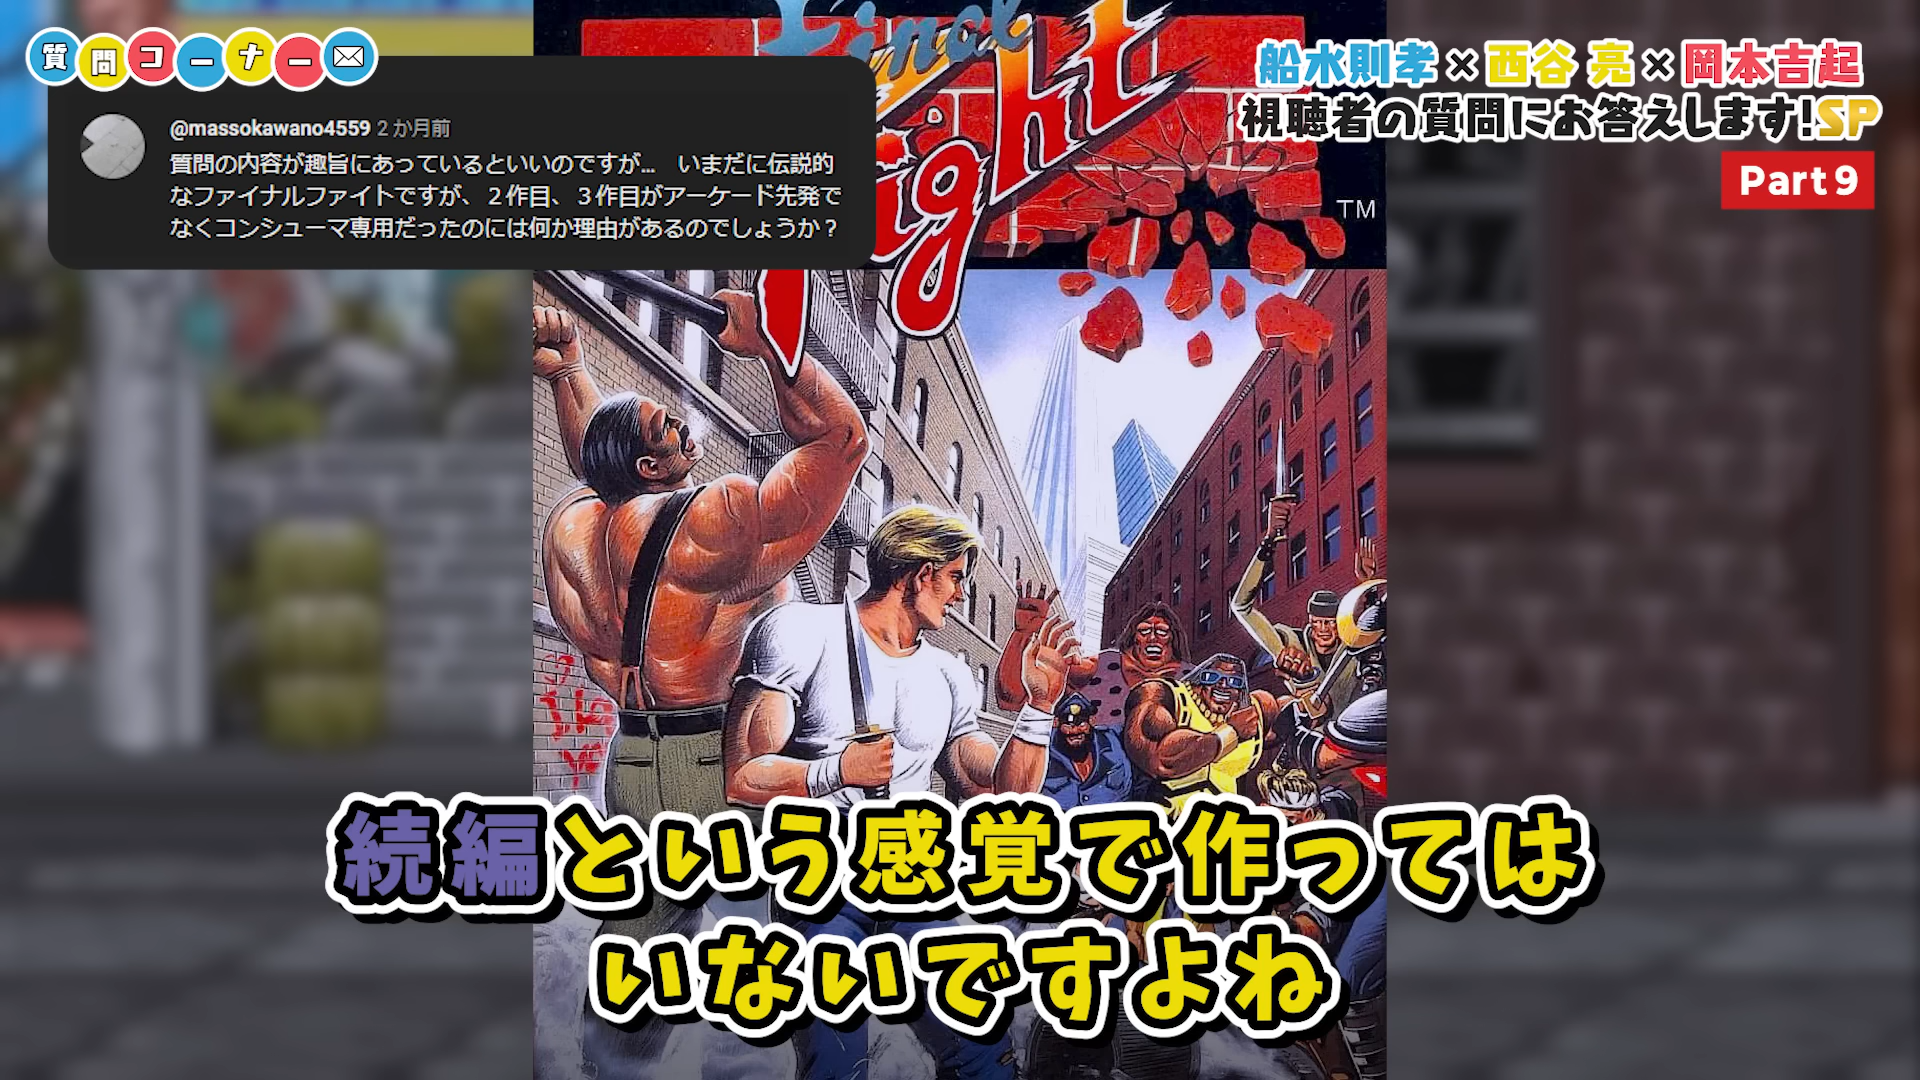 質問コーナー
@massokawano4559 2 か月前
質問の内容が趣旨にあっているといいのですが... いまだに伝説的
なファイナルファイトですが、２作目、３作目がアーケード先発で
なくコンシューマ専用だったのには何か理由があるのでしょうか？
船水則孝×西谷 亮×岡本吉起
視聴者の質問にお答えします!SP
Part 9
Final
Fight
TM
続編という感覚で作っては
いないですよね